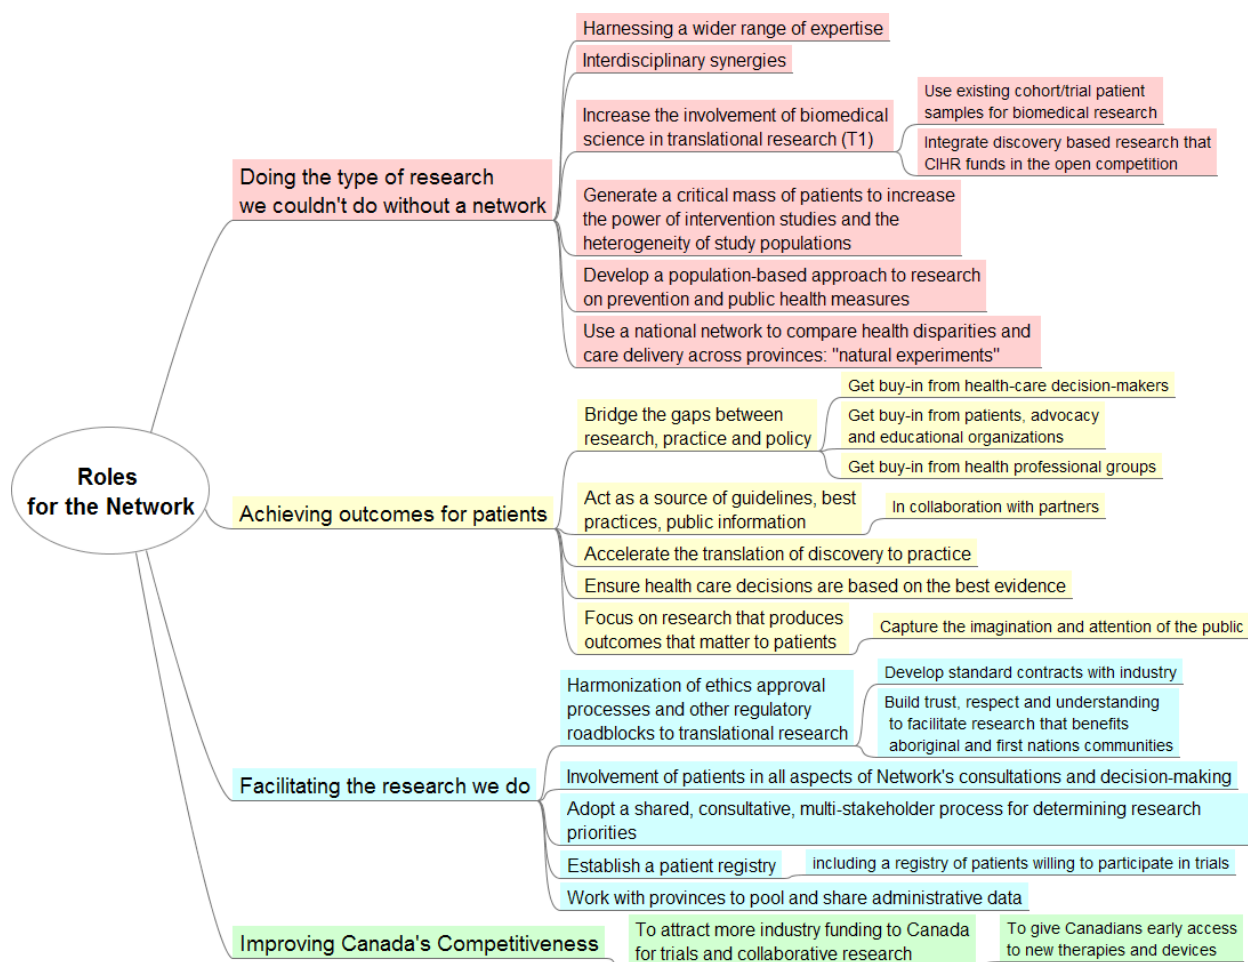 Roles
for the Network
Doing the type of research
we couldn't do without a network
Harnessing a wider range of expertise
Interdisciplinary synergies
Increase the involvement of biomedical
science in translational research (T1)
Use existing cohort/trial patient
samples for biomedical research
Integrate discovery based research that
CIHR funds in the open competition
Generate a critical mass of patients to increase
the power of intervention studies and the
heterogeneity of study populations
Develop a population-based approach to research
on prevention and public health measures
Use a national network to compare health disparities and
care delivery across provinces: "natural experiments"
Achieving outcomes for patients
Bridge the gaps between
research, practice and policy
Get buy-in from health-care decision-makers
Get buy-in from patients, advocacy
and educational organizations
Get buy-in from health professional groups
Act as a source of guidelines, best
practices, public information
In collaboration with partners
Accelerate the translation of discovery to practice
Ensure health care decisions are based on the best evidence
Focus on research that produces
outcomes that matter to patients
Capture the imagination and attention of the public
Facilitating the research we do
Harmonization of ethics approval
processes and other regulatory
roadblocks to translational research
Develop standard contracts with industry
Build trust, respect and understanding
to facilitate research that benefits
aboriginal and first nations communities
Involvement of patients in all aspects of Network's consultations and decision-making
Adopt a shared, consultative, multi-stakeholder process for determining research
priorities
Establish a patient registry
including a registry of patients willing to participate in trials
Work with provinces to pool and share administrative data
Improving Canada's Competitiveness
To attract more industry funding to Canada
for trials and collaborative research
To give Canadians early access
to new therapies and devices